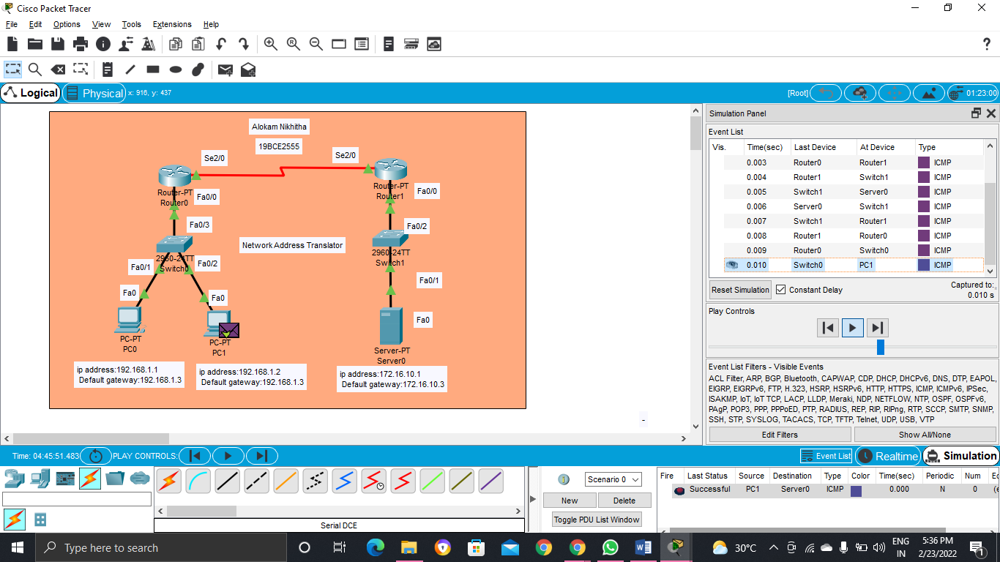 Cisco Packet Tracer
File Edit Options View Tools Extensions Help
Logical Physical x: 916, y: 437 [Root] 01:23:00
Alokam Nikhitha
19BCE2555
Se2/0 Se2/0
Router-PT
Router0
Fa0/0
Router-PT
Router1
Fa0/0
Fa0/3
Fa0/2
Network Address Translator
2960-24TT
Switch0
2960-24TT
Switch1
Fa0/1 Fa0/2
Fa0/1
Fa0 Fa0
Fa0
PC-PT
PC0
PC-PT
PC1
Server-PT
Server0
ip address:192.168.1.1
Default gateway:192.168.1.3
ip address:192.168.1.2
Default gateway:192.168.1.3
ip address:172.16.10.1
Default gateway:172.16.10.3
-
Simulation Panel
Event List
Vis. Time(sec) Last Device At Device Type
0.003 Router0 Router1 ICMP
0.004 Router1 Switch1 ICMP
0.005 Switch1 Server0 ICMP
0.006 Server0 Switch1 ICMP
0.007 Switch1 Router1 ICMP
0.008 Router1 Router0 ICMP
0.009 Router0 Switch0 ICMP
0.010 Switch0 PC1 ICMP
Reset Simulation Constant Delay Captured to:
0.010 s
Play Controls
Event List Filters - Visible Events
ACL Filter, ARP, BGP, Bluetooth, CAPWAP, CDP, DHCP, DHCPv6, DNS, DTP, EAPOL,
EIGRP, EIGRPv6, FTP, H.323, HSRP, HSRPv6, HTTP, HTTPS, ICMP, ICMPv6, IPSec,
ISAKMP, IoT, IoT TCP, LACP, LLDP, Meraki, NDP, NETFLOW, NTP, OSPF, OSPFv6,
PAgP, POP3, PPP, PPPoED, PTP, RADIUS, REP, RIP, RIPng, RTP, SCCP, SMTP, SNMP,
SSH, STP, SYSLOG, TACACS, TCP, TFTP, Telnet, UDP, USB, VTP
Edit Filters Show All/None
Time: 04:45:51.483 PLAY CONTROLS: Event List Realtime Simulation
Scenario 0
New Delete
Toggle PDU List Window
Fire Last Status Source Destination Type Color Time(sec) Periodic Num Ec
Successful PC1 Server0 ICMP 0.000 N 0 (e
Serial DCE
Type here to search
30°C
ENG
IN
5:36 PM
2/23/2022
1